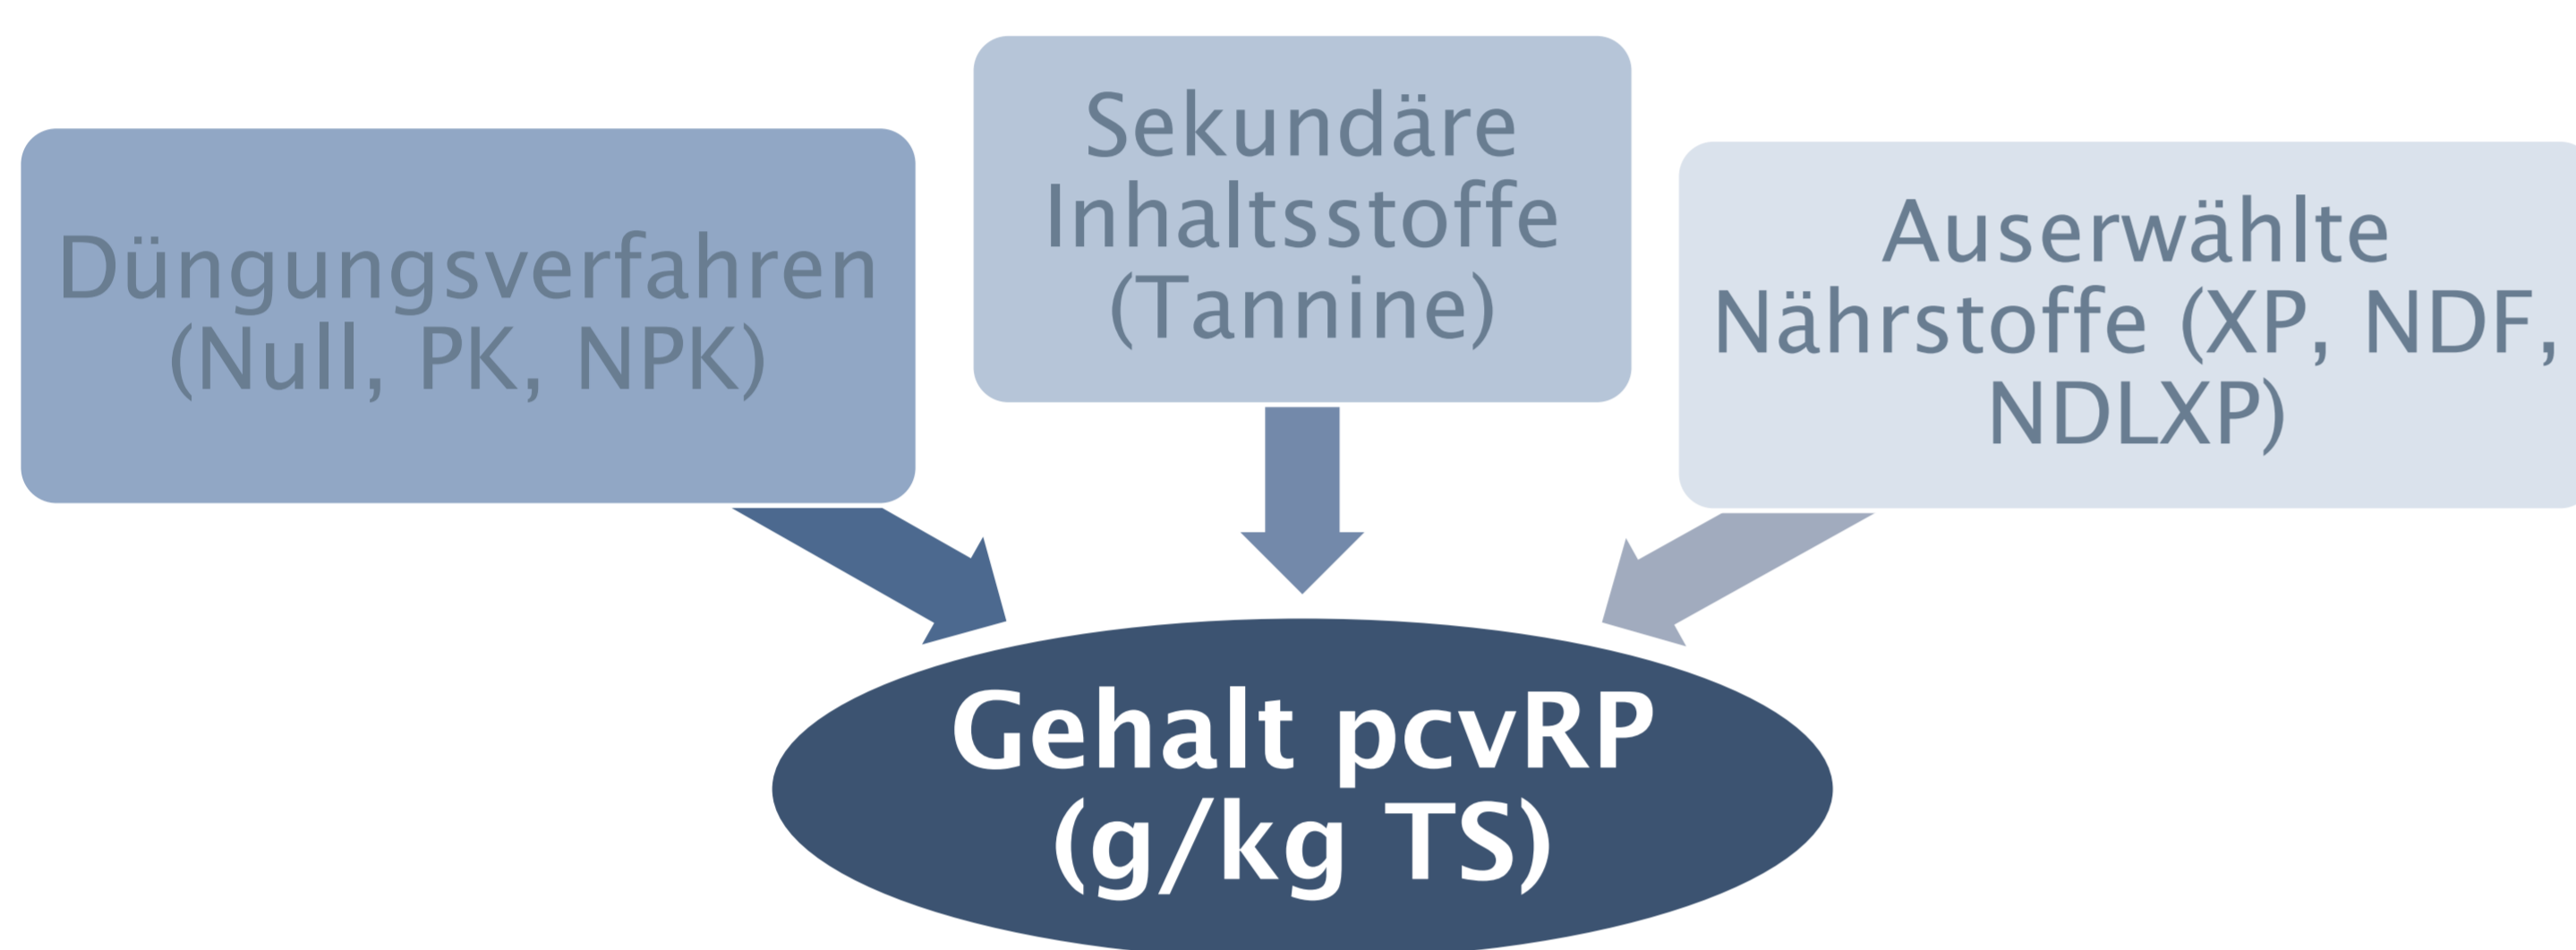 Düngungsverfahren
(Null, PK, NPK)
Sekundäre
Inhaltsstoffe
(Tannine)
Auserwählte
Nährstoffe (XP, NDF,
NDLXP)
Gehalt pcvRP
(g/kg TS)